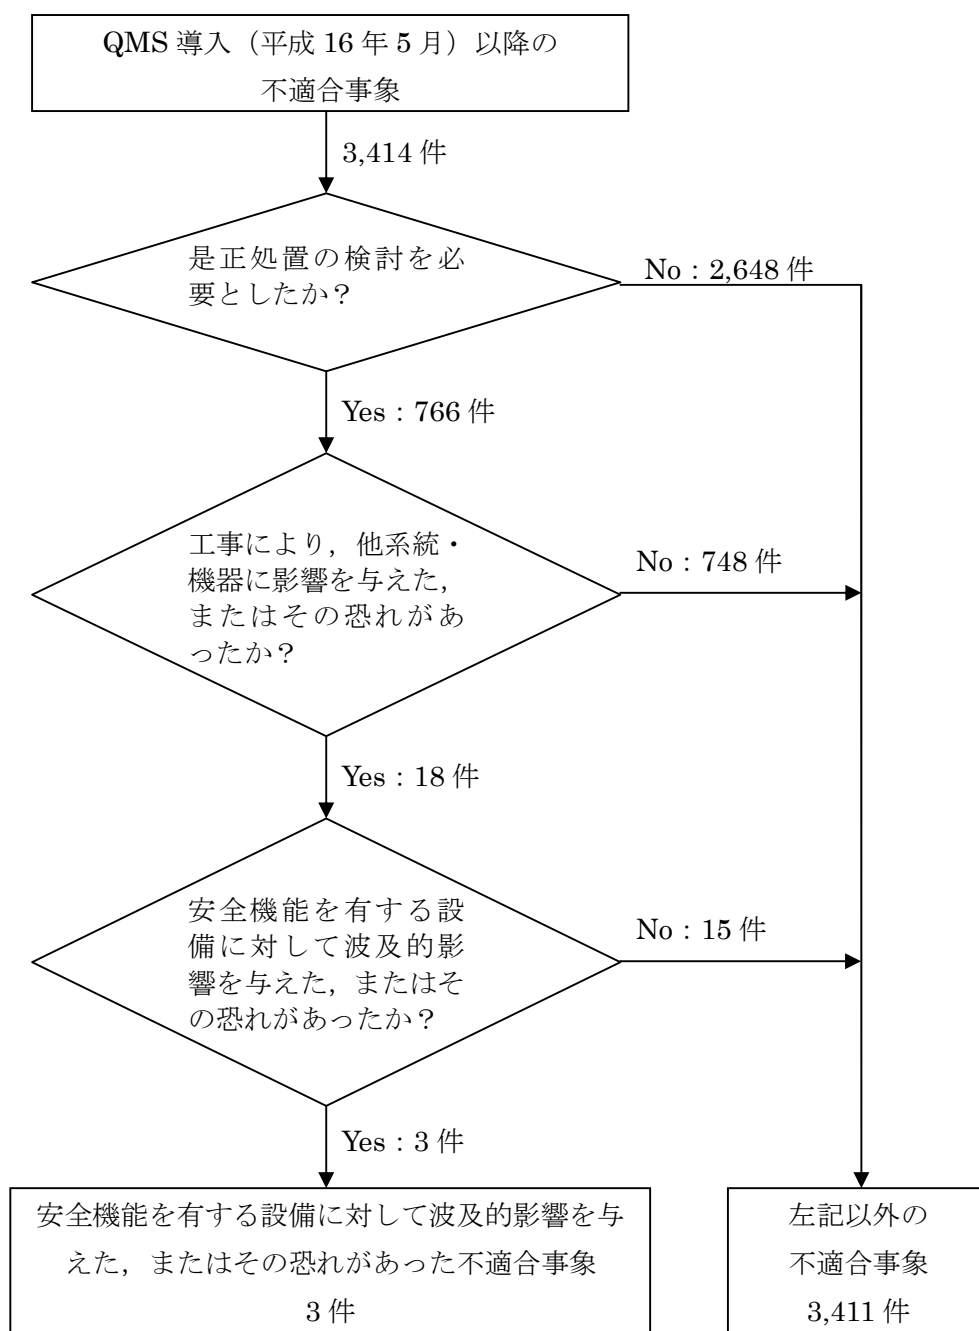 QMS 導入（平成 16 年 5 月）以降の
不適合事象
3,414 件
是正処置の検討を必
要としたか？
No：2,648 件
Yes：766 件
工事により，他系統・
機器に影響を与えた，
またはその恐れがあ
ったか？
No：748 件
Yes：18 件
安全機能を有する設
備に対して波及的影
響を与えた，またはそ
の恐れがあったか？
No：15 件
Yes：3 件
安全機能を有する設備に対して波及的影響を与
えた，またはその恐れがあった不適合事象
3 件
左記以外の
不適合事象
3,411 件